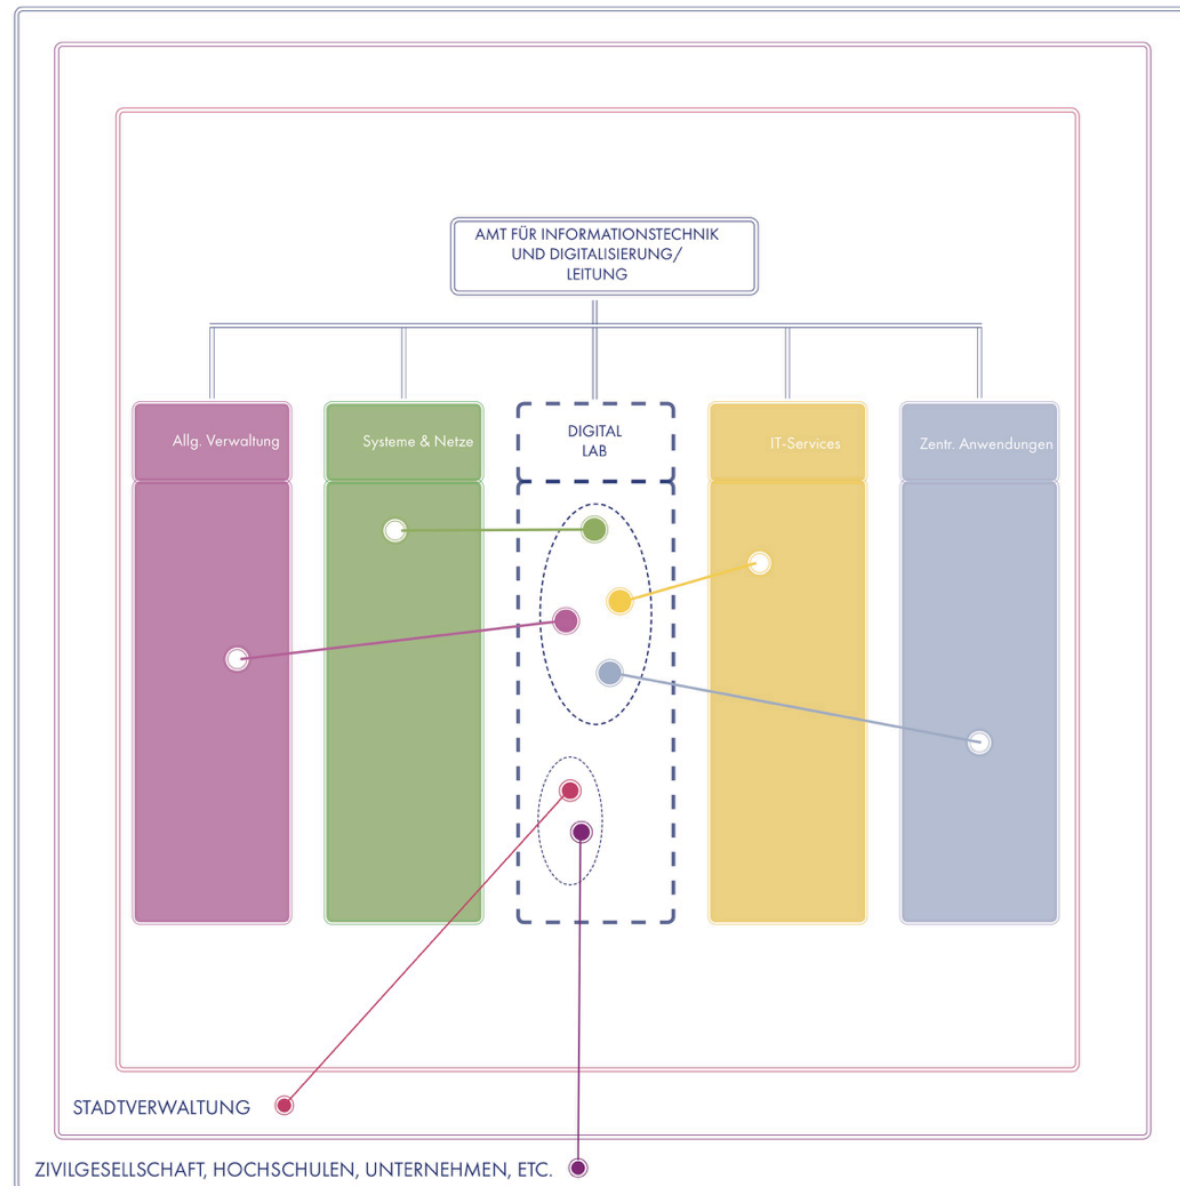 AMT FÜR INFORMATIONSTECHNIK
UND DIGITALISIERUNG/
LEITUNG
Allg. Verwaltung
Systeme & Netze
DIGITAL
LAB
IT-Services
Zentr. Anwendungen
STADTVERWALTUNG
ZIVILGESELLSCHAFT, HOCHSCHULEN, UNTERNEHMEN, ETC.